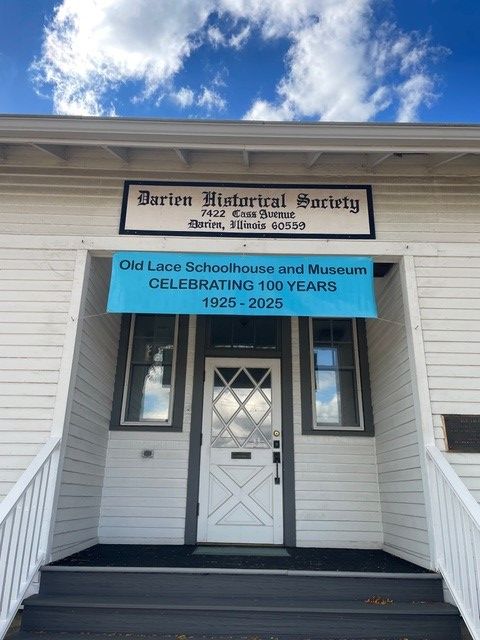 Darien Historical Society
7422 Cass Avenue
Darien, Illinois 60559
Old Lace Schoolhouse and Museum
CELEBRATING 100 YEARS
1925 - 2025